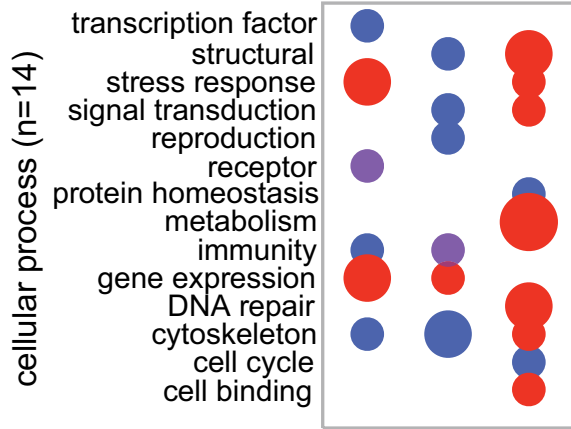 cellular process (n=14)
transcription factor
structural
stress response
signal transduction
reproduction
receptor
protein homeostasis
metabolism
immunity
gene expression
DNA repair
cytoskeleton
cell cycle
cell binding